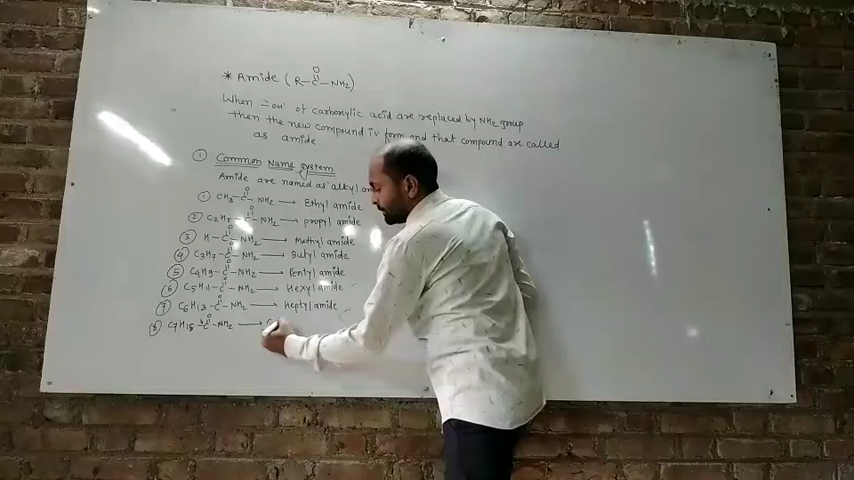 O
* Amide (R-C-NH2)
When -OH of carboxylic acid are replaced by NH2 group
then the new compound iv form and that compound are called
as amide
① Common Name system
Amide are named as alkyl am
① CH3-C-NH2 → Ethyl amide
② C2H5-C-NH2 → propyl amide
③ H-C-NH2 → Methyl amide
④ C3H7-C-NH2 → Butyl amide
⑤ C4H9-C-NH2 → Pentyl amide
⑥ C5H11-C-NH2 → Hexyl amide
⑦ C6H13-C-NH2 → Heptyl amide
⑧ C7H15-C-NH2 →